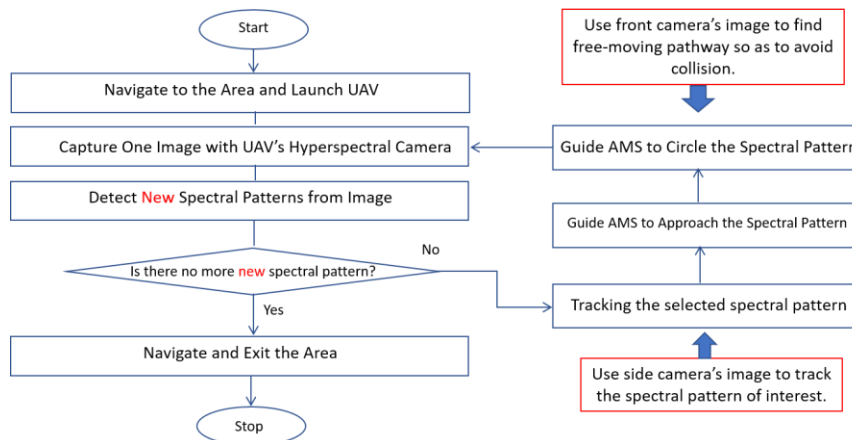 Start
Navigate to the Area and Launch UAV
Capture One Image with UAV's Hyperspectral Camera
Detect New Spectral Patterns from Image
Is there no more new spectral pattern?
No
Yes
Navigate and Exit the Area
Stop
Use front camera's image to find
free-moving pathway so as to avoid
collision.
Guide AMS to Circle the Spectral Pattern
Guide AMS to Approach the Spectral Pattern
Tracking the selected spectral pattern
Use side camera's image to track
the spectral pattern of interest.